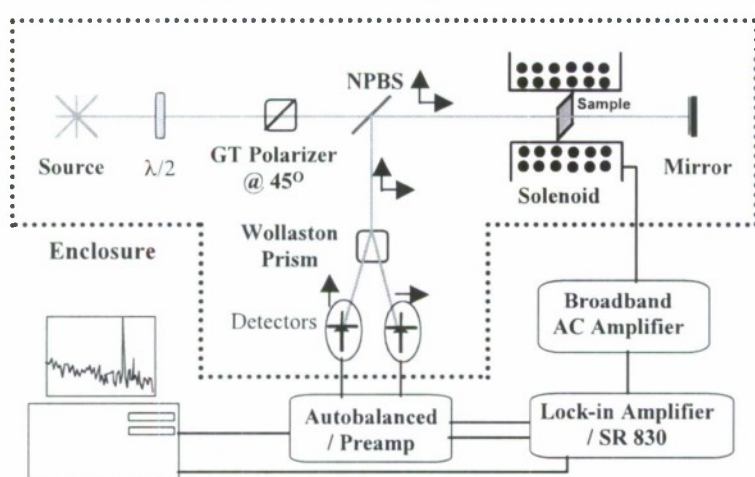 NPBS
Sample
Source
λ/2
GT Polarizer
@ 45O
Solenoid
Mirror
Enclosure
Wollaston
Prism
Detectors
Broadband
AC Amplifier
Autobalanced
/ Preamp
Lock-in Amplifier
/ SR 830